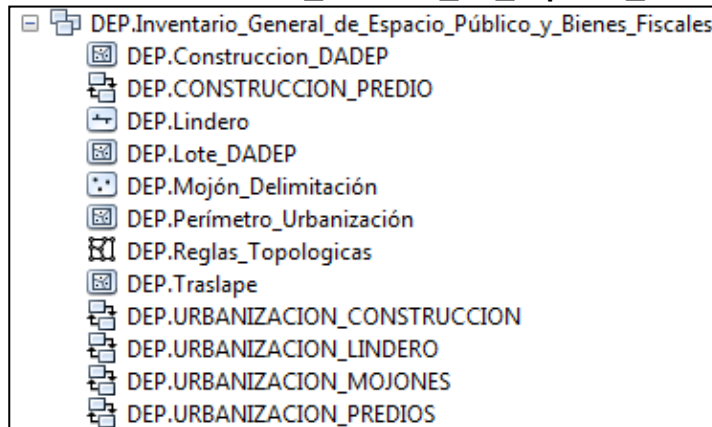 DEP.Inventario_General_de_Espacio_Público_y_Bienes_Fiscales
DEP.Construccion_DADEP
DEP.CONSTRUCCION_PREDIO
DEP.Lindero
DEP.Lote_DADEP
DEP.Mojón_Delimitación
DEP.Perímetro_Urbanización
DEP.Reglas_Topologicas
DEP.Traslape
DEP.URBANIZACION_CONSTRUCCION
DEP.URBANIZACION_LINDERO
DEP.URBANIZACION_MOJONES
DEP.URBANIZACION_PREDIOS